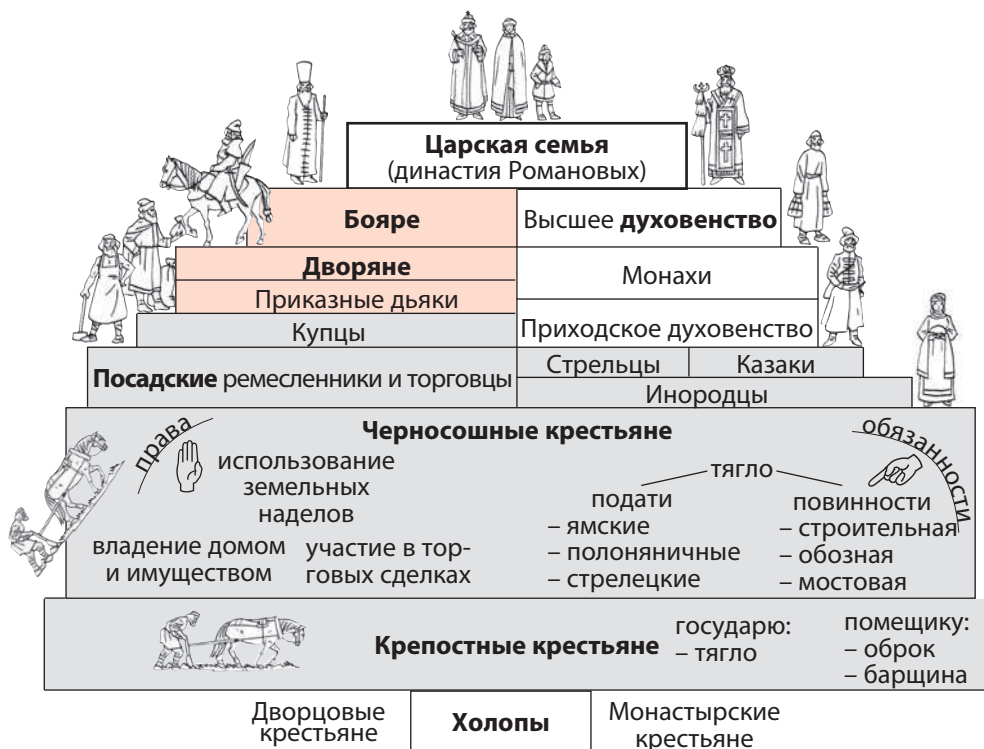 Царская семья
(династия Романовых)
Бояре
Высшее духовенство
Дворяне
Монахи
Приказные дьяки
Купцы
Приходское духовенство
Посадские ремесленники и торговцы
Стрельцы
Казаки
Инородцы
Черносошные крестьяне
права
использование
земельных
наделов
владение домом
и имуществом
участие в тор-
говых сделках
обязанности
тягло
подати
– ямские
– полоняничные
– стрелецкие
повинности
– строительная
– обозная
– мостовая
Крепостные крестьяне
государю:
– тягло
помещику:
– оброк
– барщина
Дворцовые
крестьяне
Холопы
Монастырские
крестьяне